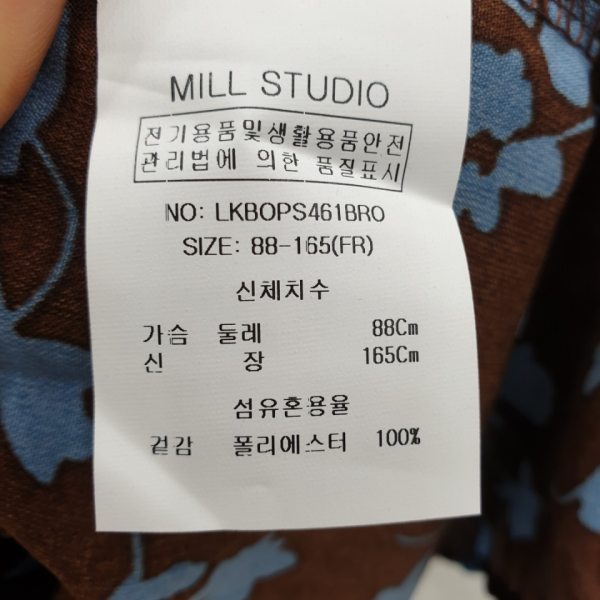 MILL STUDIO
전기용품및생활용품안전
관리법에 의한 품질표시
NO: LKBOPS461BRO
SIZE: 88-165(FR)
신체치수
가슴 둘레 88Cm
신 장 165Cm
섬유혼용율
겉감 폴리에스터 100%